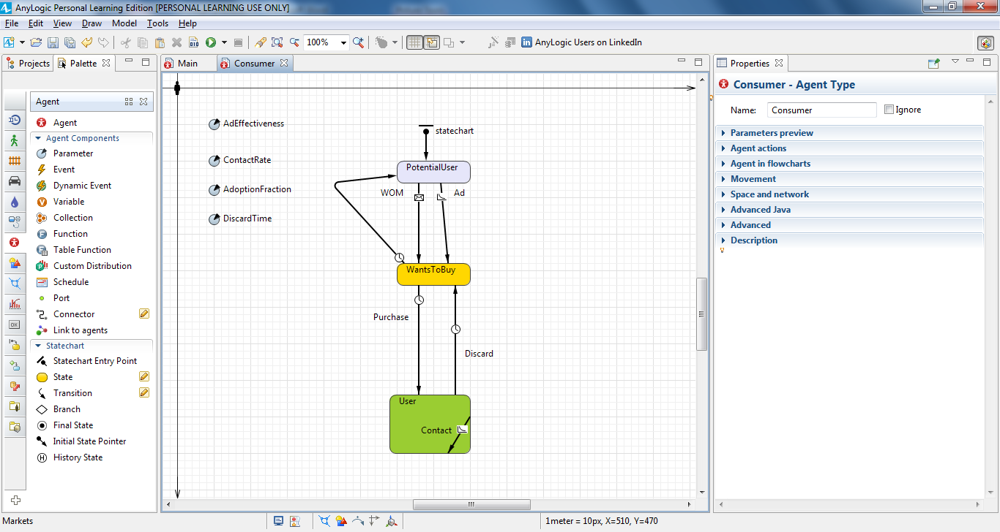 AnyLogic Personal Learning Edition [PERSONAL LEARNING USE ONLY]
File Edit View Draw Model Tools Help
100% AnyLogic Users on LinkedIn
Projects Palette
Main Consumer
Properties
Agent
Agent
Agent Components
Parameter
Event
Dynamic Event
Variable
Collection
Function
Table Function
Custom Distribution
Schedule
Port
Connector
Link to agents
Statechart
Statechart Entry Point
State
Transition
Branch
Final State
Initial State Pointer
History State
OK
AdEffectiveness
ContactRate
AdoptionFraction
DiscardTime
statechart
PotentialUser
WOM Ad
WantsToBuy
Purchase
Discard
User
Contact
Consumer - Agent Type
Name: Consumer Ignore
Parameters preview
Agent actions
Agent in flowcharts
Movement
Space and network
Advanced Java
Advanced
Description
Markets
1meter = 10px, X=510, Y=470